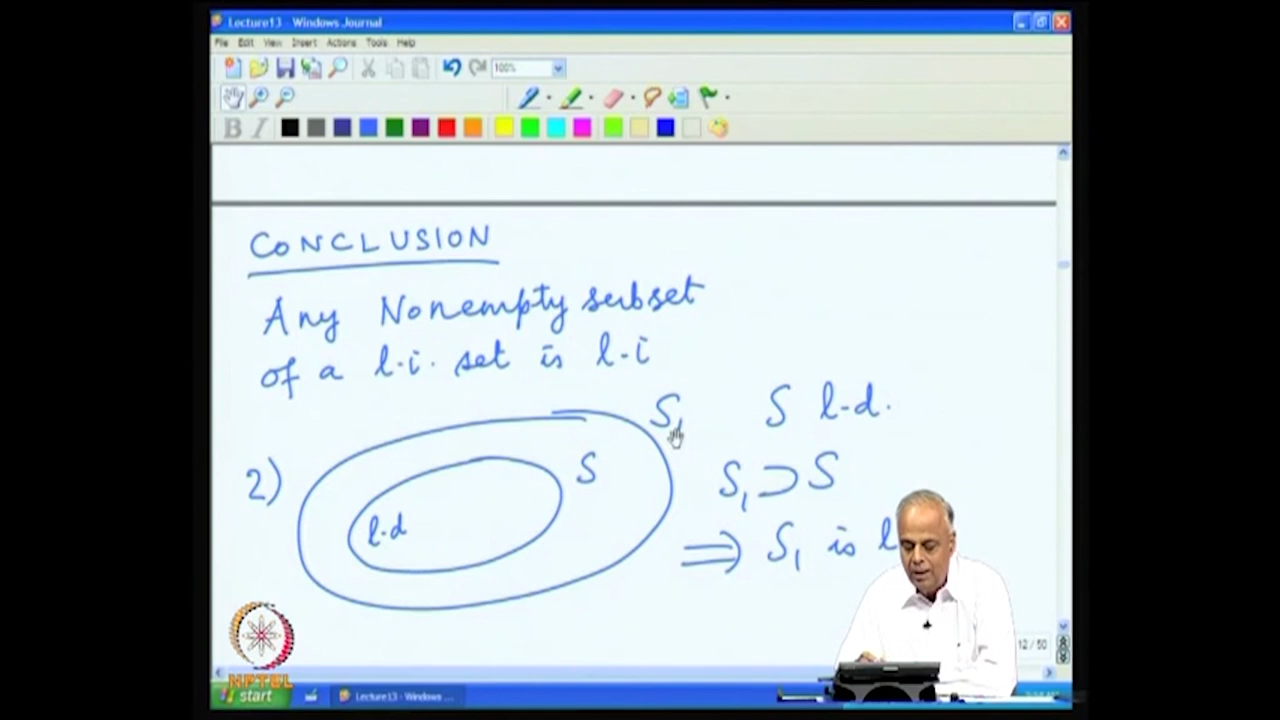 Lecture13 - Windows Journal
File Edit View Insert Actions Tools Help
100%
B I
CONCLUSION
Any Nonempty subset
of a l.i. set is l.i
S₁ S l.d.
2) S S₁ ⊃ S
l.d
⟹ S₁ is l
12 / 50
NPTEL
start Lecture13 - Windows ...